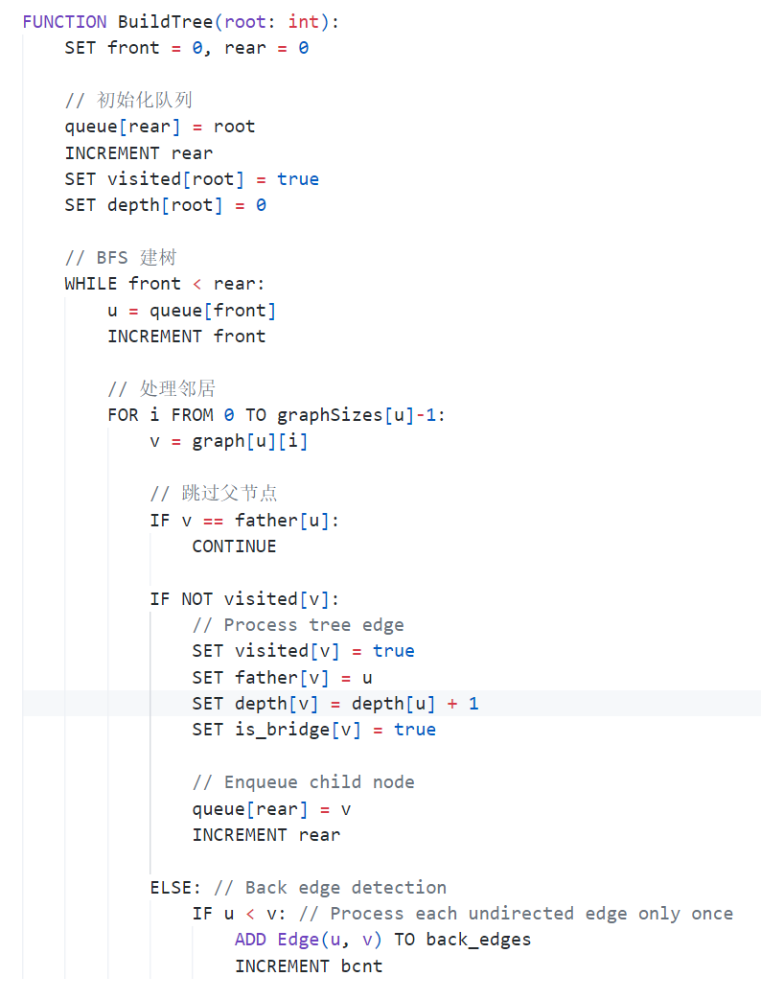 FUNCTION BuildTree(root: int):
    SET front = 0, rear = 0

    // 初始化队列
    queue[rear] = root
    INCREMENT rear
    SET visited[root] = true
    SET depth[root] = 0

    // BFS 建树
    WHILE front < rear:
        u = queue[front]
        INCREMENT front

        // 处理邻居
        FOR i FROM 0 TO graphSizes[u]-1:
            v = graph[u][i]

            // 跳过父节点
            IF v == father[u]:
                CONTINUE

            IF NOT visited[v]:
                // Process tree edge
                SET visited[v] = true
                SET father[v] = u
                SET depth[v] = depth[u] + 1
                SET is_bridge[v] = true

                // Enqueue child node
                queue[rear] = v
                INCREMENT rear

            ELSE: // Back edge detection
                IF u < v: // Process each undirected edge only once
                    ADD Edge(u, v) TO back_edges
                    INCREMENT bcnt